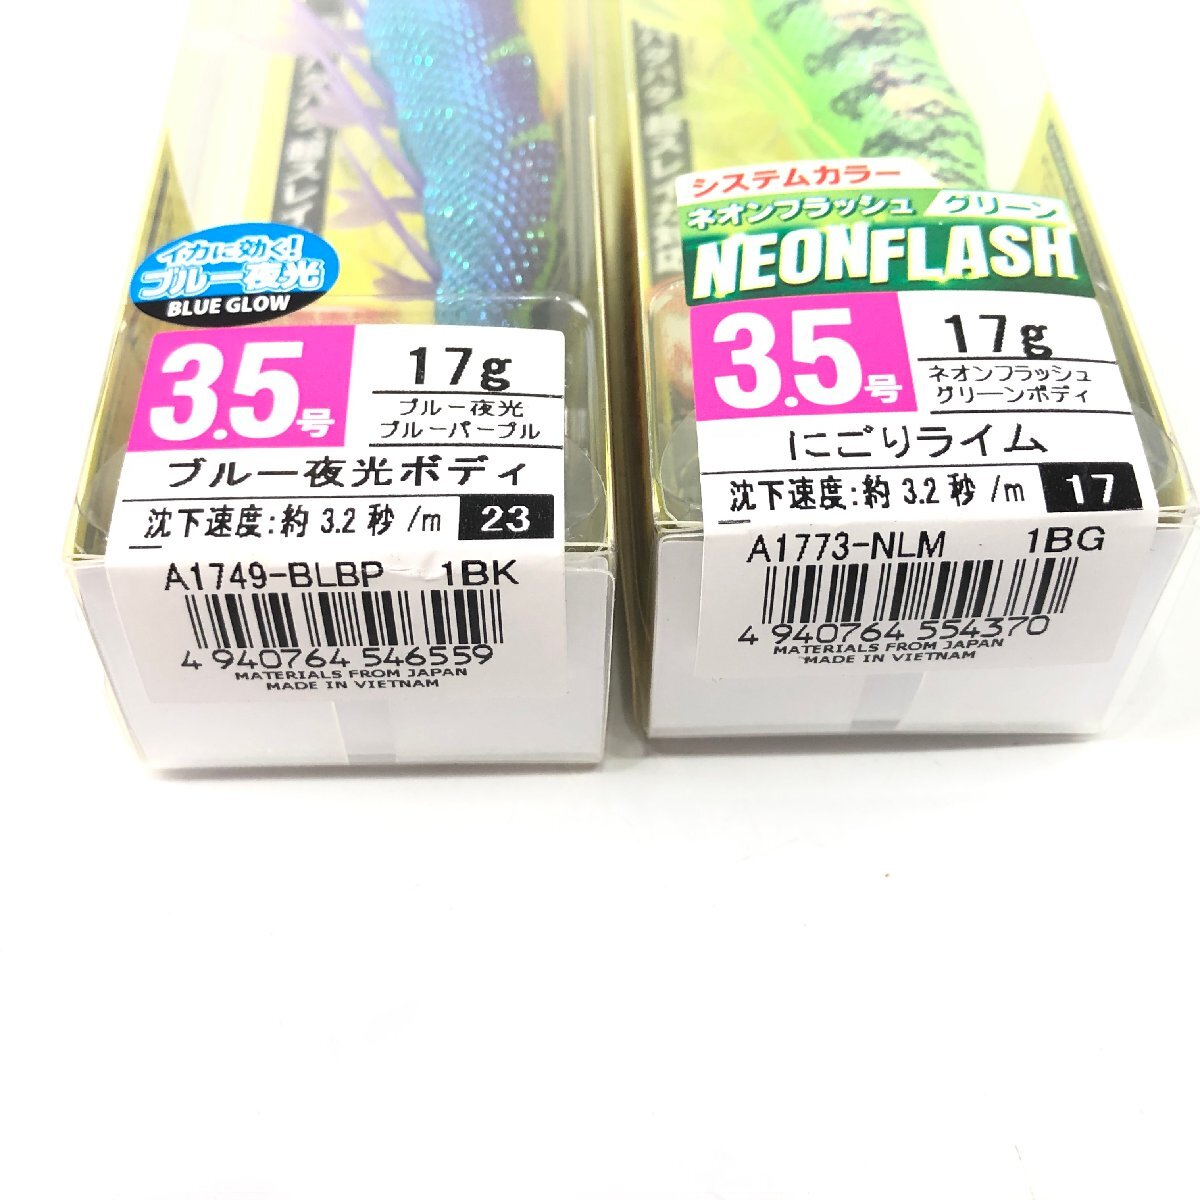 イカに効く!
ブルー夜光
BLUE GLOW
3.5号
17g
ブルー夜光
ブルーパープル
ブルー夜光ボディ
沈下速度:約 3.2 秒 /m
23
A1749-BLBP
1BK
4 940764 546559
MATERIALS FROM JAPAN
MADE IN VIETNAM
システムカラー
ネオンフラッシュ グリーン
NEONFLASH
3.5号
17g
ネオンフラッシュ
グリーンボディ
にごりライム
沈下速度:約 3.2 秒 /m
17
A1773-NLM
1BG
4 940764 554370
MATERIALS FROM JAPAN
MADE IN VIETNAM